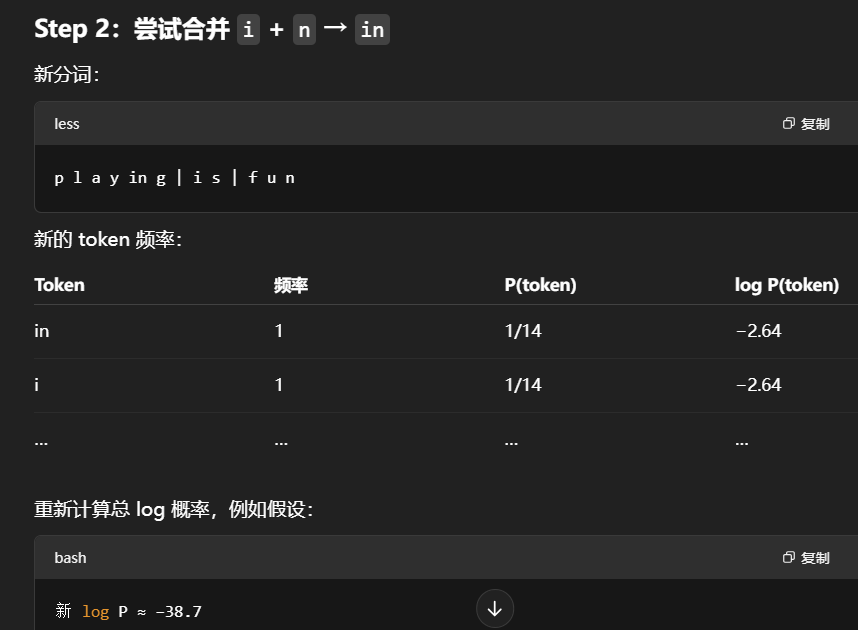 Step 2：尝试合并 i + n → in
新分词：
less 复制
p l a y in g | i s | f u n
新的 token 频率：
Token 频率 P(token) log P(token)
in 1 1/14 −2.64
i 1 1/14 −2.64
... ... ... ...
重新计算总 log 概率，例如假设：
bash 复制
新 log P ≈ −38.7